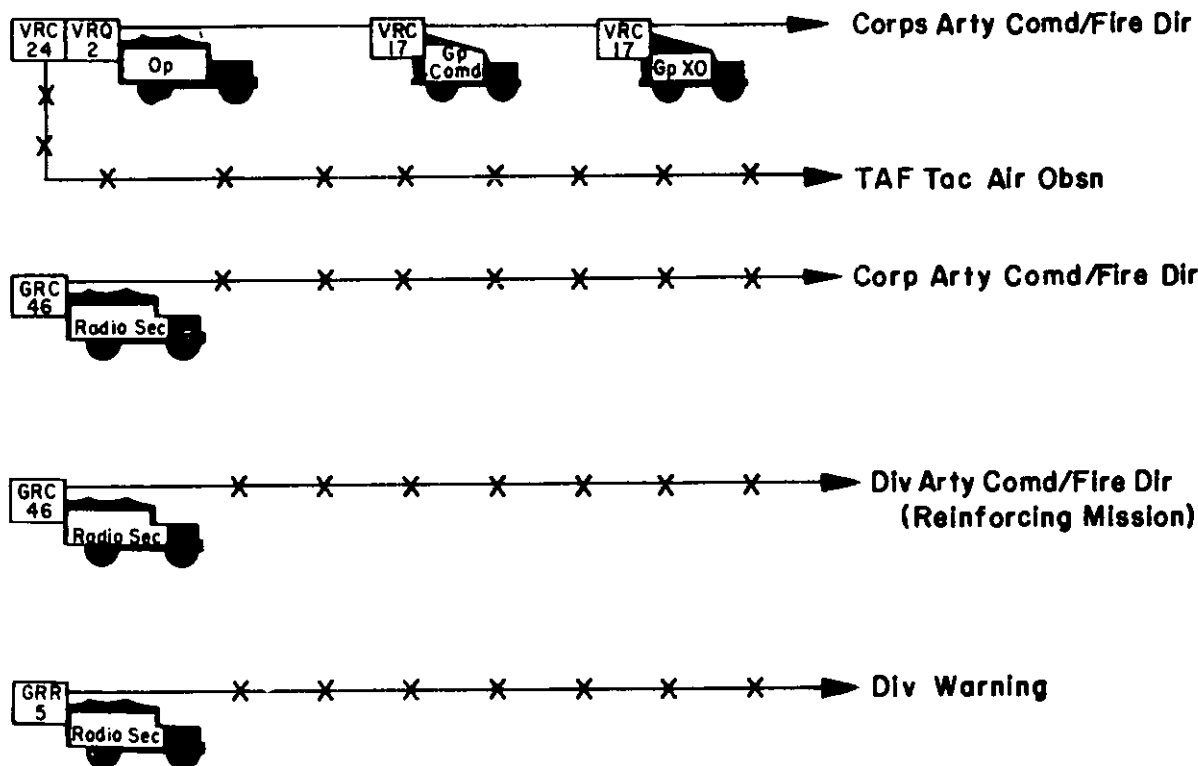 VRC 24
VRQ 2
Op
VRC 17
Gp Comd
VRC 17
Gp XO
Corps Arty Comd/Fire Dir
TAF Tac Air Obsn
GRC 46
Radio Sec
Corp Arty Comd/Fire Dir
GRC 46
Radio Sec
Div Arty Comd/Fire Dir
(Reinforcing Mission)
GRR 5
Radio Sec
Div Warning